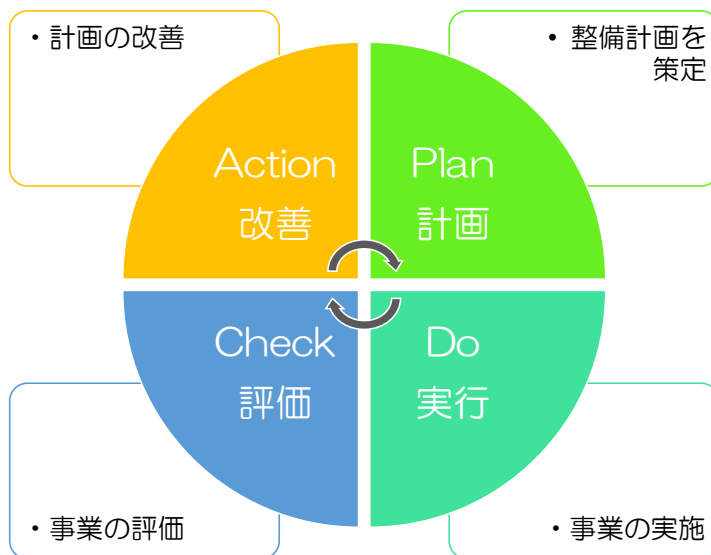 ・計画の改善
・整備計画を
策定
Action
改善
Plan
計画
Check
評価
Do
実行
・事業の評価
・事業の実施